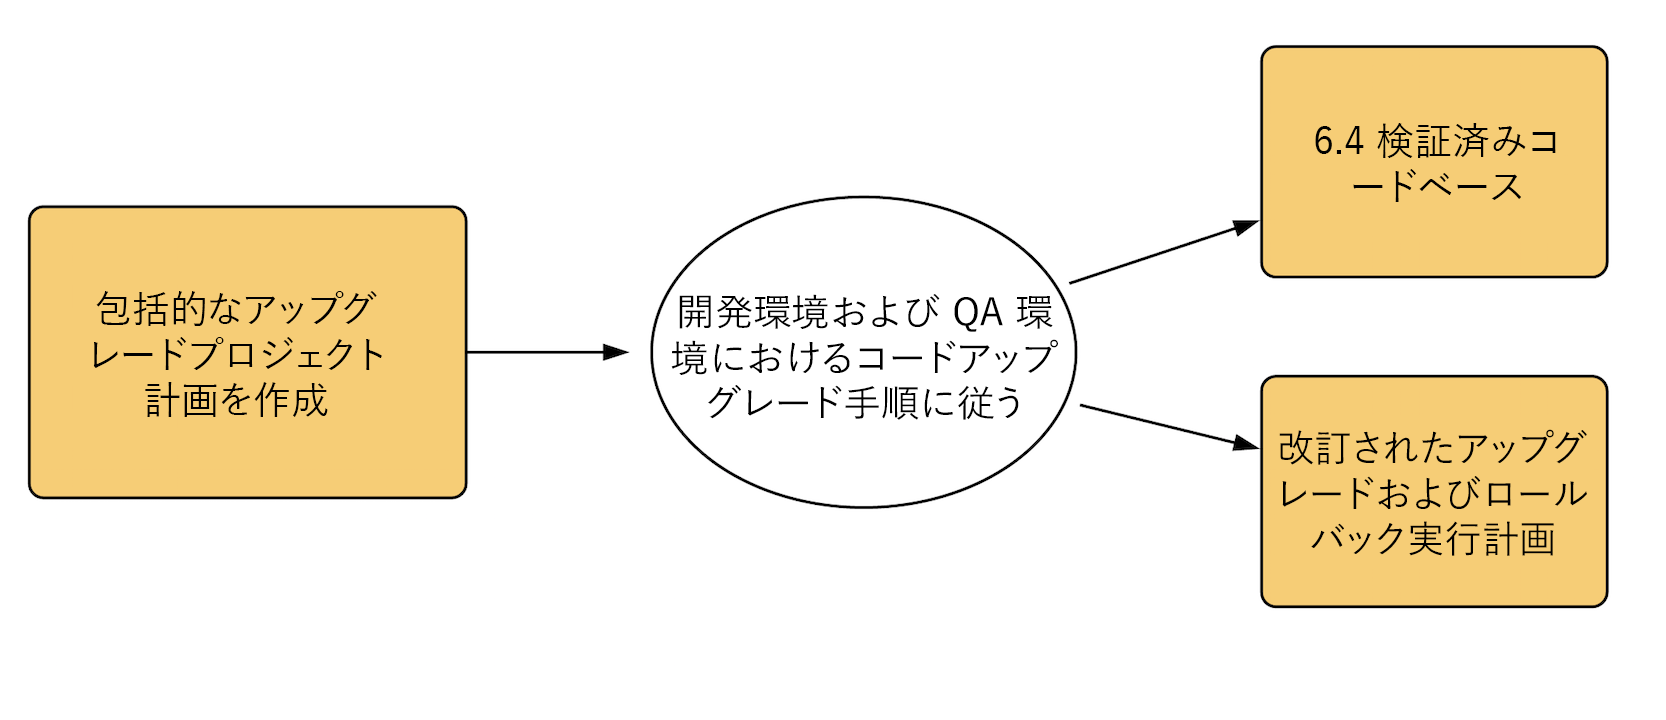 包括的なアップグ
レードプロジェクト
計画を作成
開発環境および QA 環
境におけるコードアップ
グレード手順に従う
6.4 検証済みコ
ードベース
改訂されたアップグ
レードおよびロール
バック実行計画